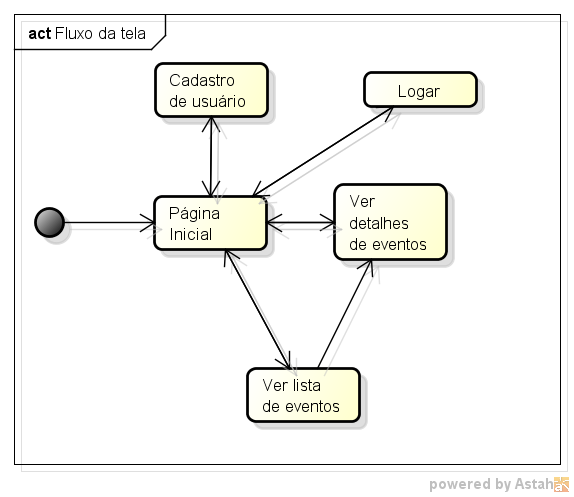 act Fluxo da tela
Cadastro
de usuário
Logar
Página
Inicial
Ver
detalhes
de eventos
Ver lista
de eventos
powered by Astah